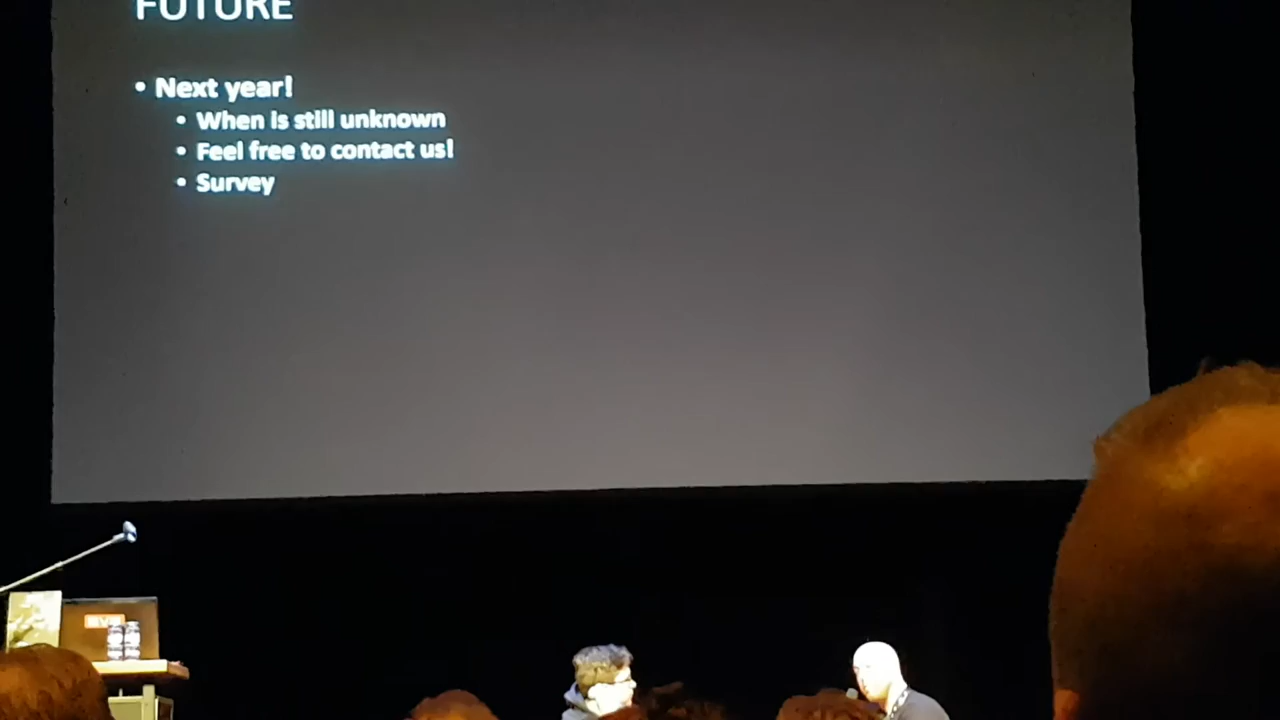 FUTURE
• Next year!
• When is still unknown
• Feel free to contact us!
• Survey